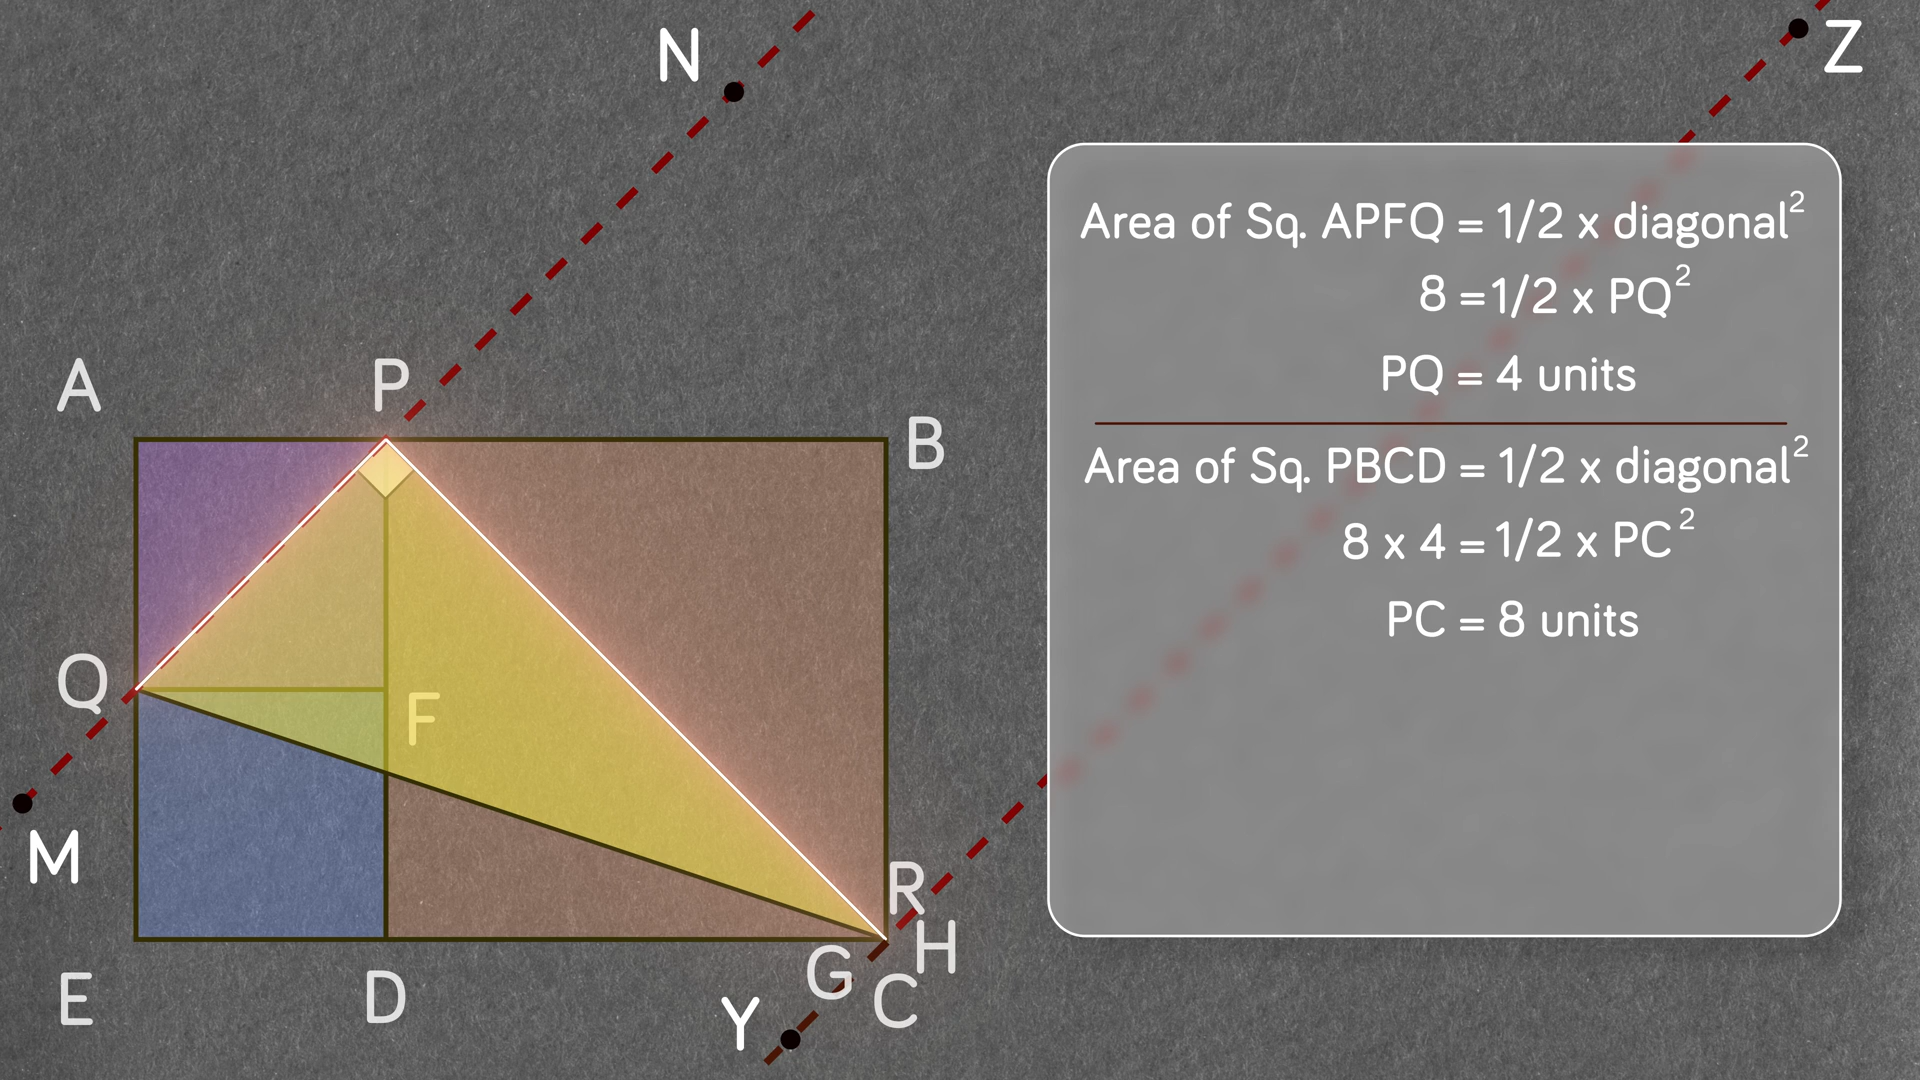 N
Z
A
P
B
Q
F
M
R
H
G
C
E
D
Y
Area of Sq. APFQ = 1/2 x diagonal²
8 =1/2 x PQ²
PQ = 4 units
Area of Sq. PBCD = 1/2 x diagonal²
8 x 4 = 1/2 x PC²
PC = 8 units